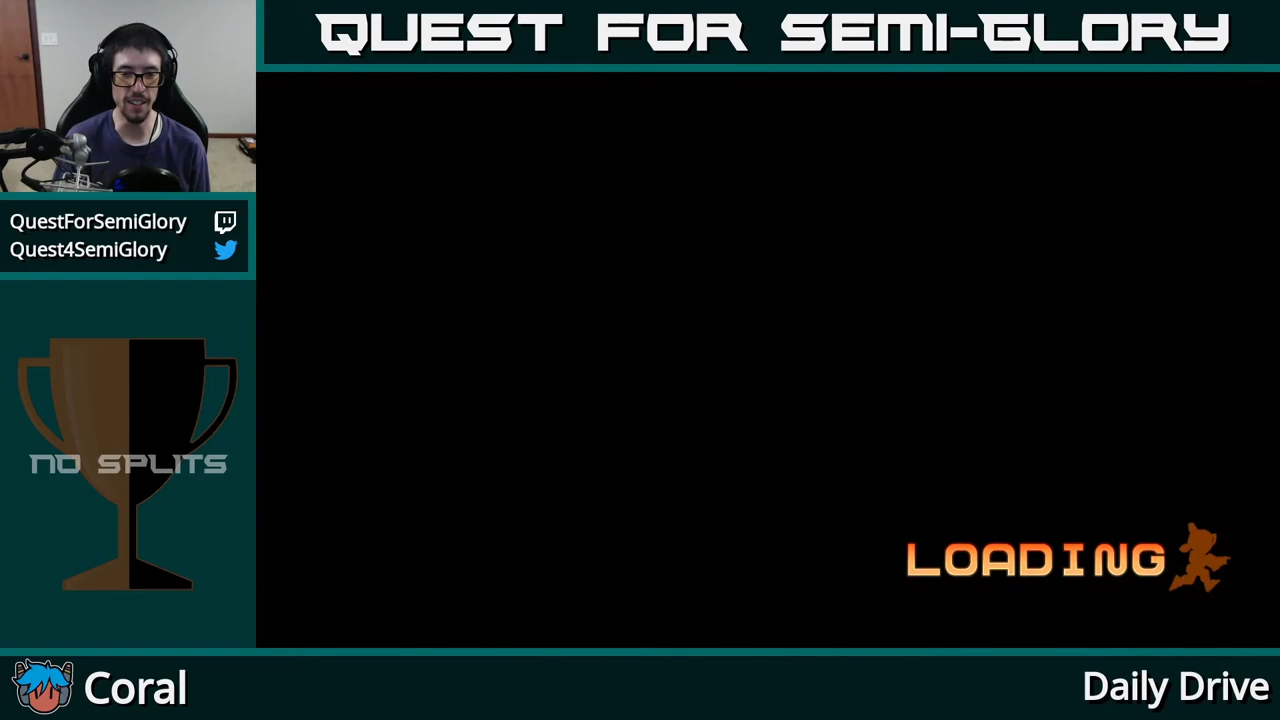 QUEST FOR SEMI-GLORY
QuestForSemiGlory
Quest4SemiGlory
NO SPLITS
LOADING
Coral
Daily Drive